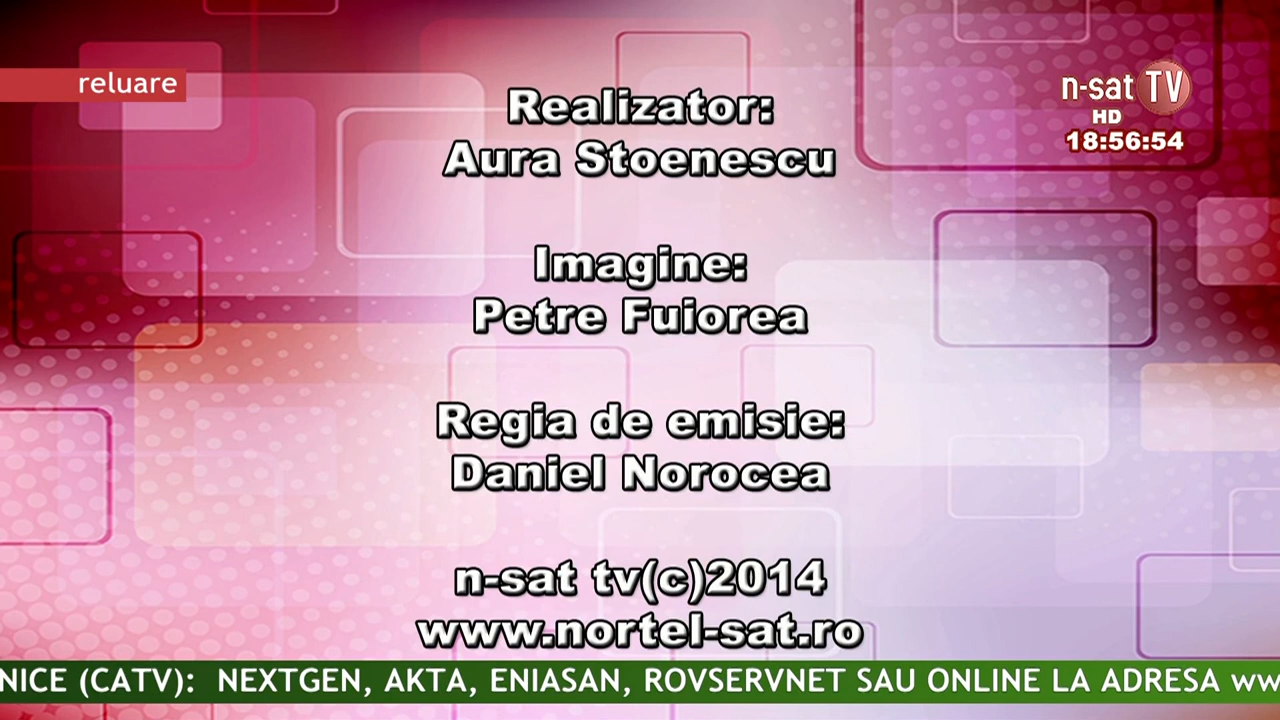 reluare
n-sat TV
HD
18:56:54
Realizator:
Aura Stoenescu
Imagine:
Petre Fuiorea
Regia de emisie:
Daniel Norocea
n-sat tv(c)2014
www.nortel-sat.ro
NICE (CATV): NEXTGEN, AKTA, ENIASAN, ROVSERVNET SAU ONLINE LA ADRESA